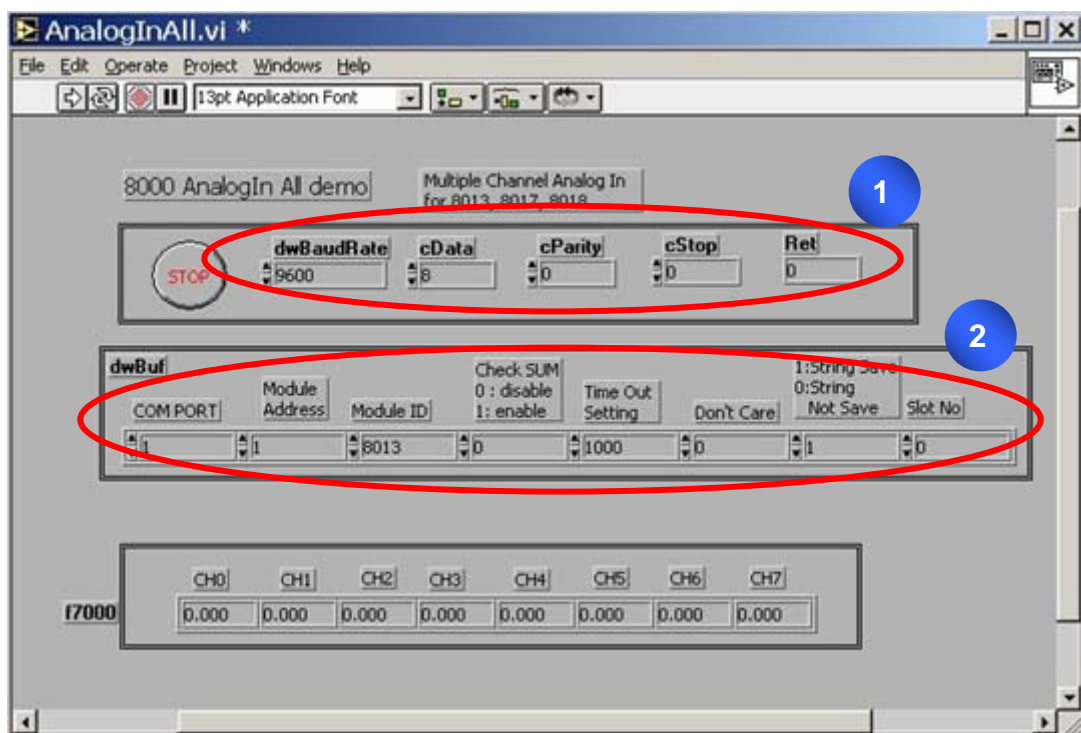 AnalogInAll.vi *
File Edit Operate Project Windows Help
13pt Application Font
8000 AnalogIn All demo
Multiple Channel Analog In
for 8013, 8017, 8018
1
STOP
dwBaudRate cData cParity cStop Ret
9600 8 0 0 0
2
dwBuf
COM PORT
Module
Address
Module ID
Check SUM
0 : disable
1: enable
Time Out
Setting
Don't Care
1:String Save
0:String
Not Save
Slot No
1 1 8013 0 1000 0 1 0
CH0 CH1 CH2 CH3 CH4 CH5 CH6 CH7
f7000 0.000 0.000 0.000 0.000 0.000 0.000 0.000 0.000